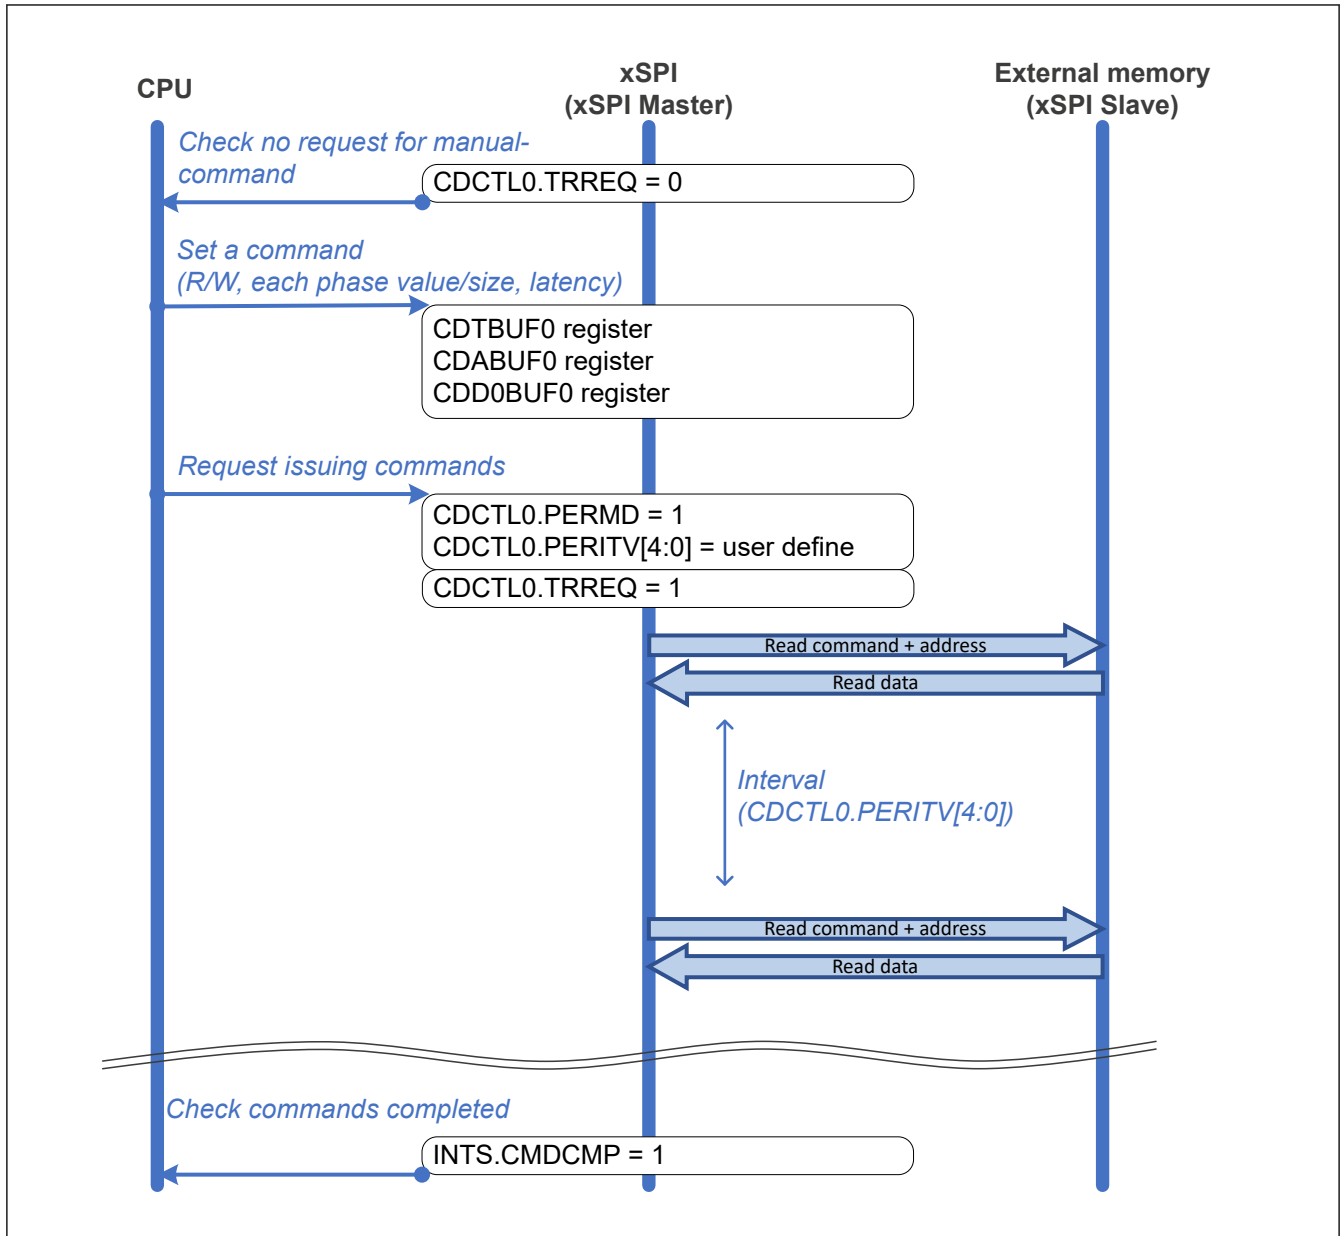 CPU
xSPI
(xSPI Master)
External memory
(xSPI Slave)
Check no request for manual-
command
CDCTL0.TRREQ = 0
Set a command
(R/W, each phase value/size, latency)
CDTBUF0 register
CDABUF0 register
CDD0BUF0 register
Request issuing commands
CDCTL0.PERMD = 1
CDCTL0.PERITV[4:0] = user define
CDCTL0.TRREQ = 1
Read command + address
Read data
Interval
(CDCTL0.PERITV[4:0])
Read command + address
Read data
Check commands completed
INTS.CMDCMP = 1